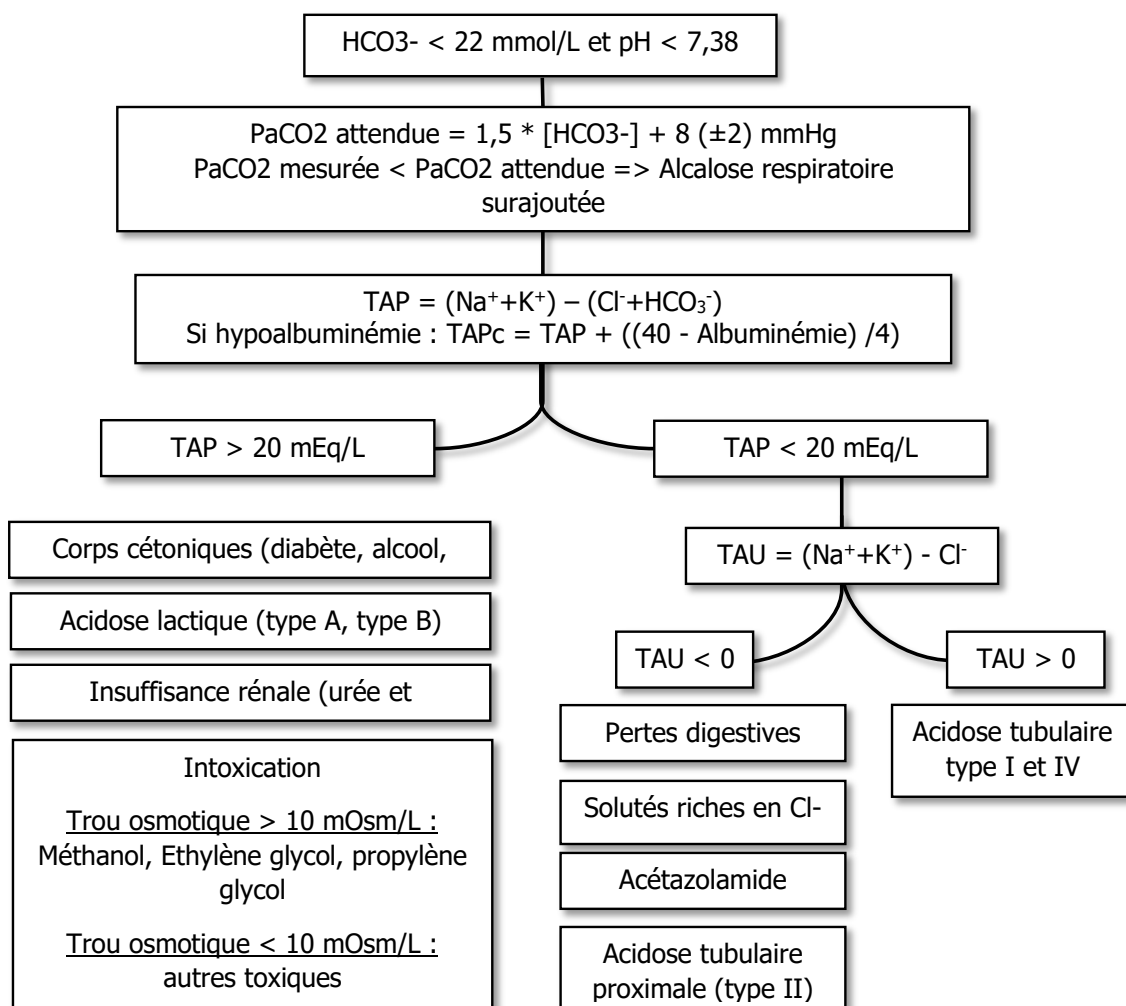 HCO3- < 22 mmol/L et pH < 7,38
PaCO2 attendue = 1,5 * [HCO3-] + 8 (±2) mmHg
PaCO2 mesurée < PaCO2 attendue => Alcalose respiratoire
surajoutée
TAP = (Na⁺+K⁺) – (Cl⁻+HCO₃⁻)
Si hypoalbuminémie : TAPc = TAP + ((40 - Albuminémie) /4)
TAP > 20 mEq/L
TAP < 20 mEq/L
Corps cétoniques (diabète, alcool,
Acidose lactique (type A, type B)
Insuffisance rénale (urée et
Intoxication
Trou osmotique > 10 mOsm/L :
Méthanol, Ethylène glycol, propylène
glycol
Trou osmotique < 10 mOsm/L :
autres toxiques
TAU = (Na⁺+K⁺) - Cl⁻
TAU < 0
TAU > 0
Pertes digestives
Solutés riches en Cl-
Acétazolamide
Acidose tubulaire
proximale (type II)
Acidose tubulaire
type I et IV